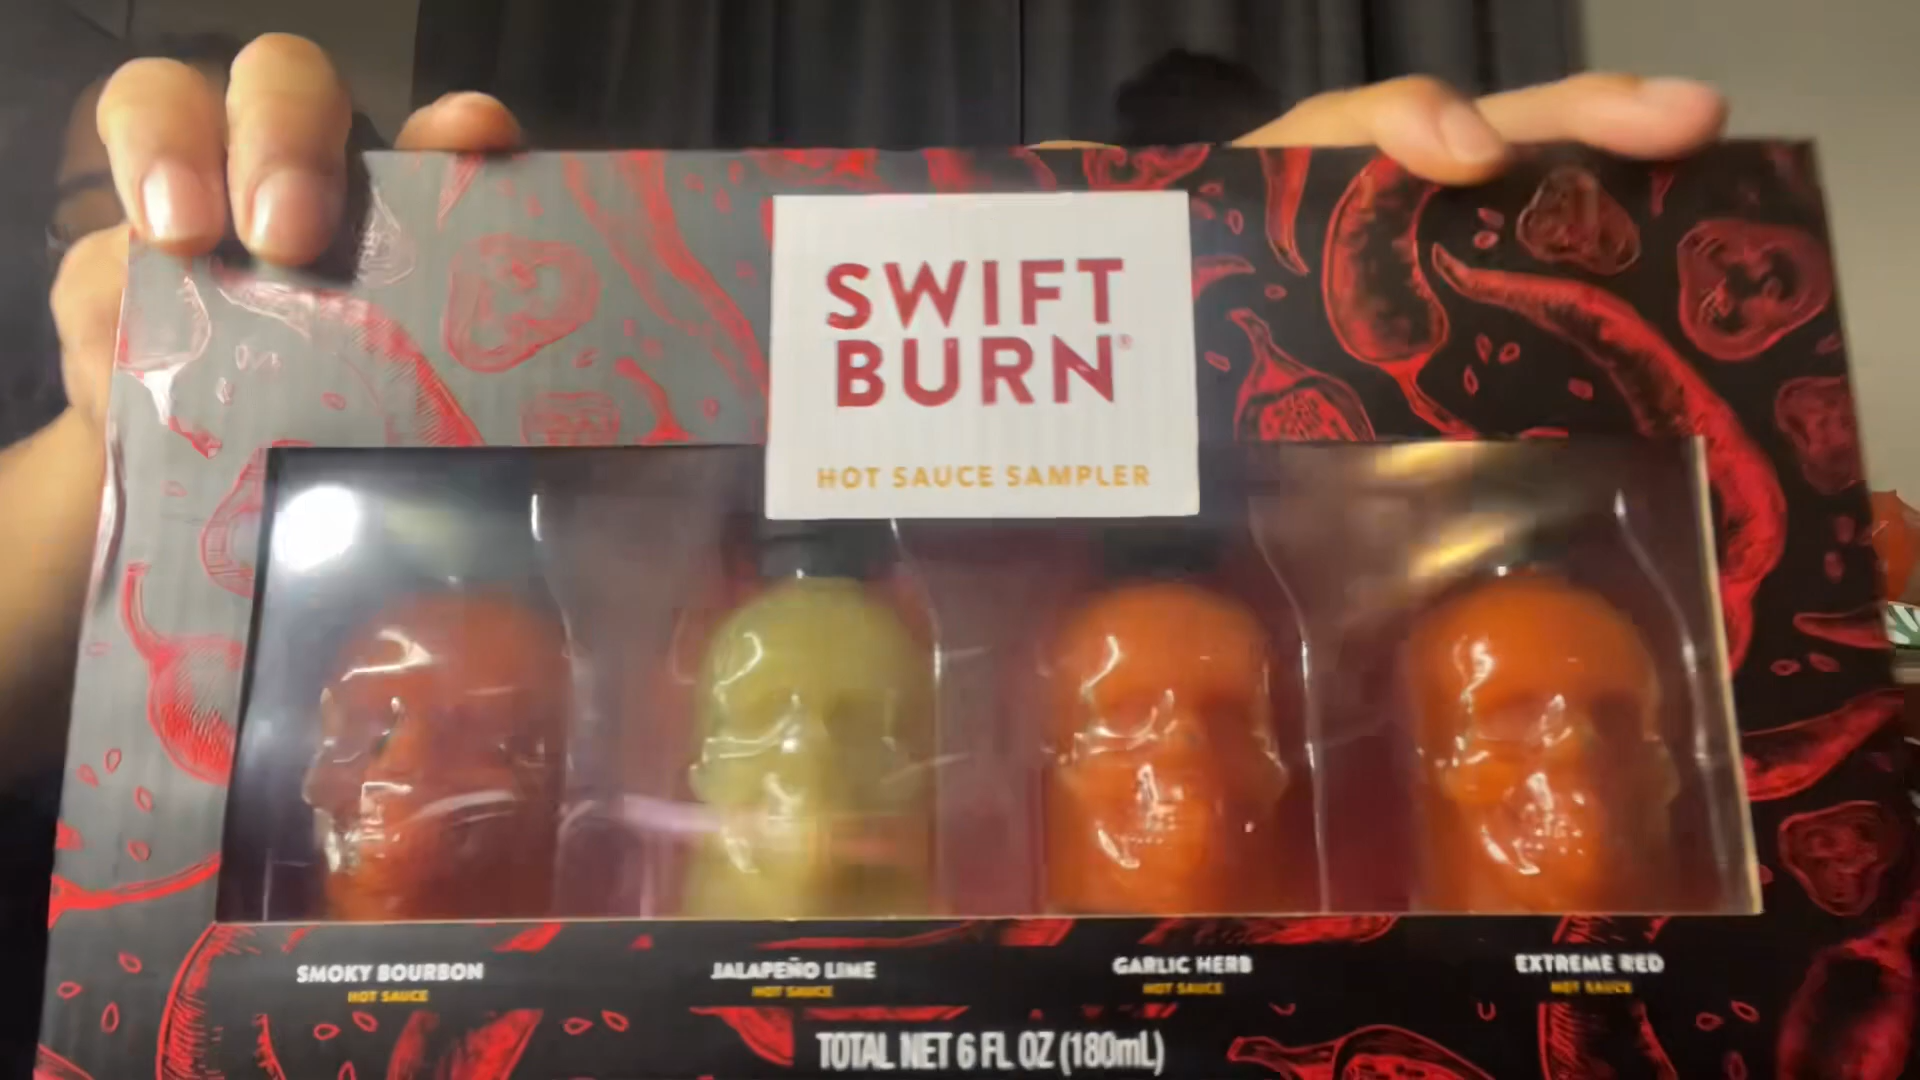 SWIFT
BURN®
HOT SAUCE SAMPLER
SMOKY BOURBON
HOT SAUCE
JALAPEÑO LIME
HOT SAUCE
GARLIC HERB
HOT SAUCE
EXTREME RED
HOT SAUCE
TOTAL NET 6 FL OZ (180mL)